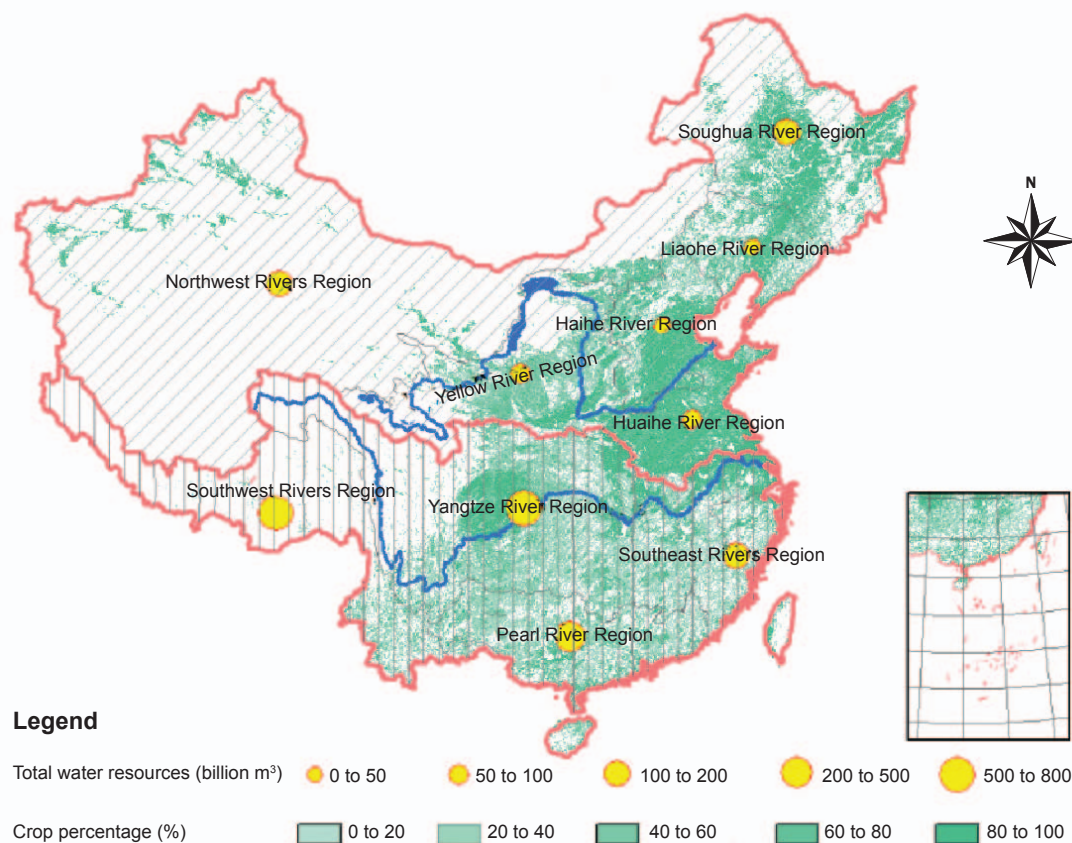 Soughua River Region
N
Liaohe River Region
Northwest Rivers Region
Haihe River Region
Yellow River Region
Huaihe River Region
Southwest Rivers Region
Yangtze River Region
Southeast Rivers Region
Pearl River Region
Legend
Total water resources (billion m³) 0 to 50 50 to 100 100 to 200 200 to 500 500 to 800
Crop percentage (%) 0 to 20 20 to 40 40 to 60 60 to 80 80 to 100